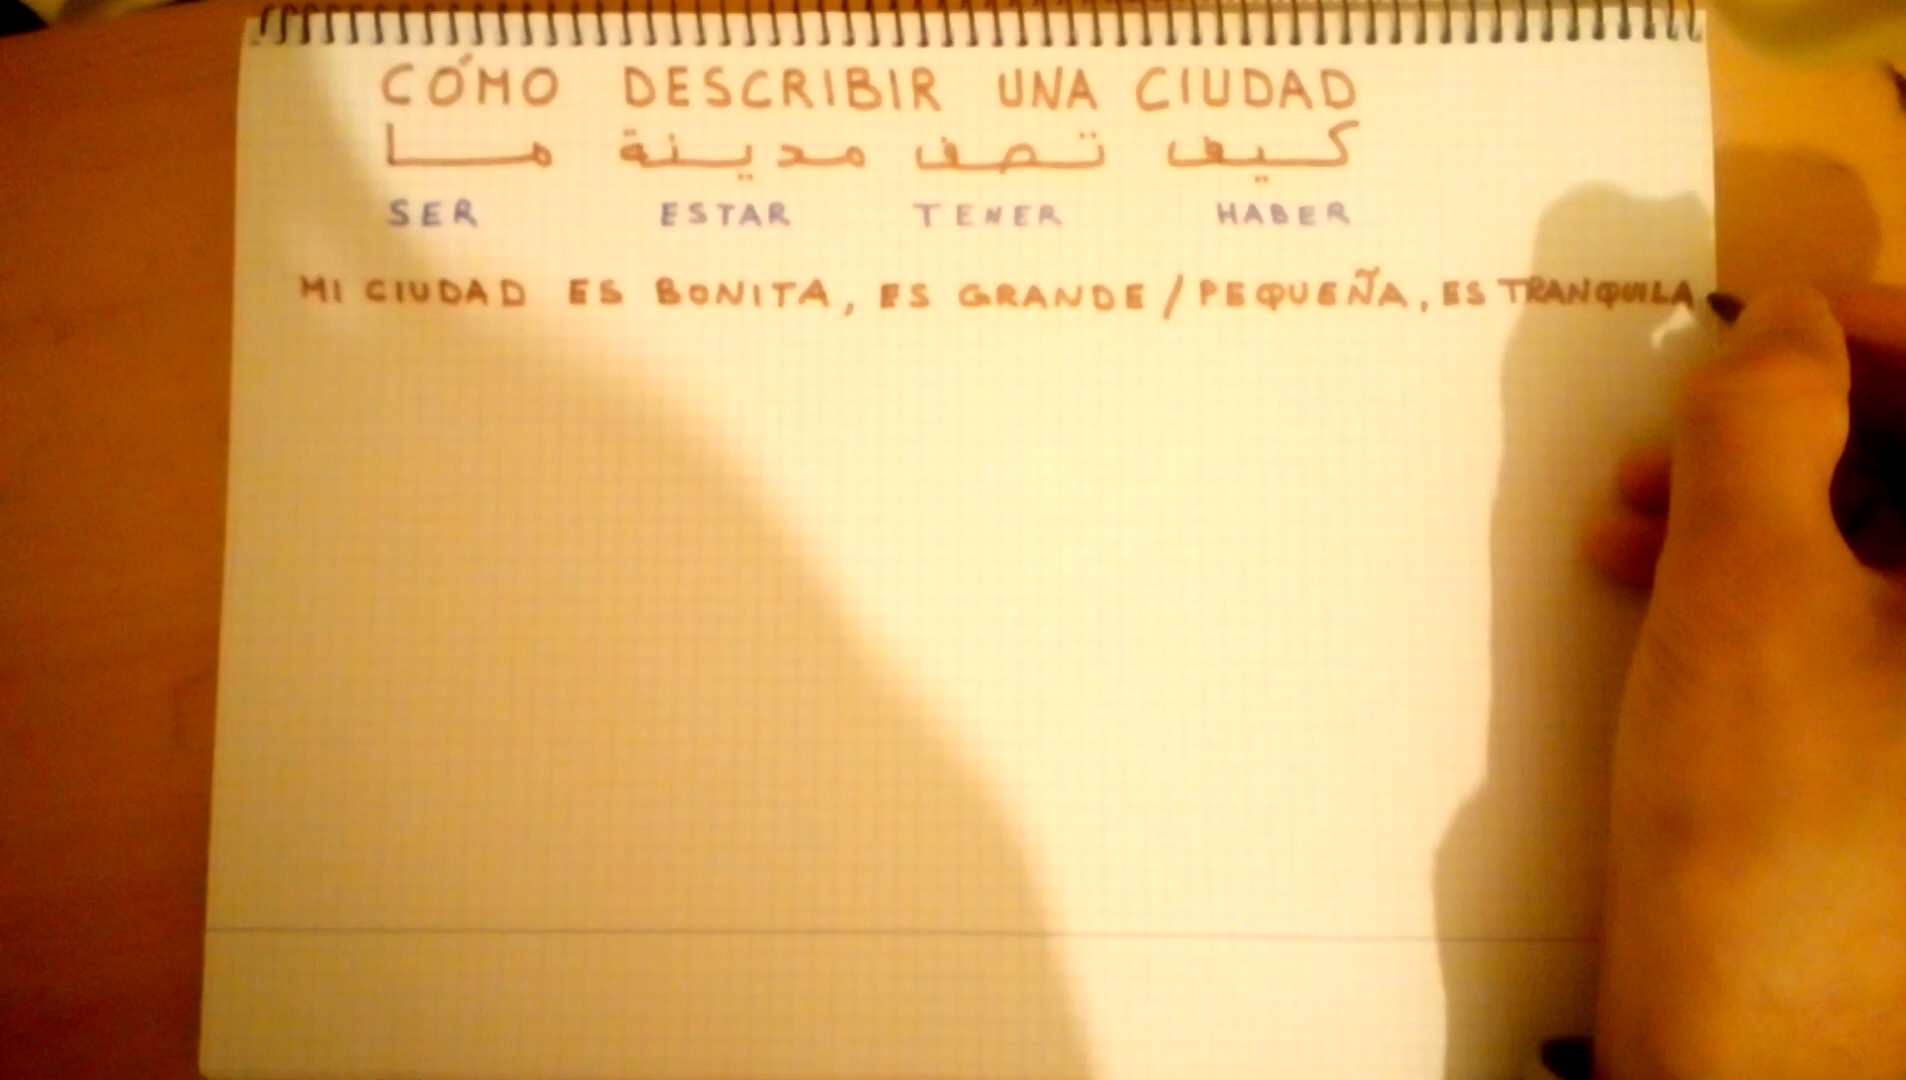 CÓMO DESCRIBIR UNA CIUDAD
كيف تصف مدينة ما
SER ESTAR TENER HABER
MI CIUDAD ES BONITA, ES GRANDE / PEQUEÑA, ES TRANQUILA